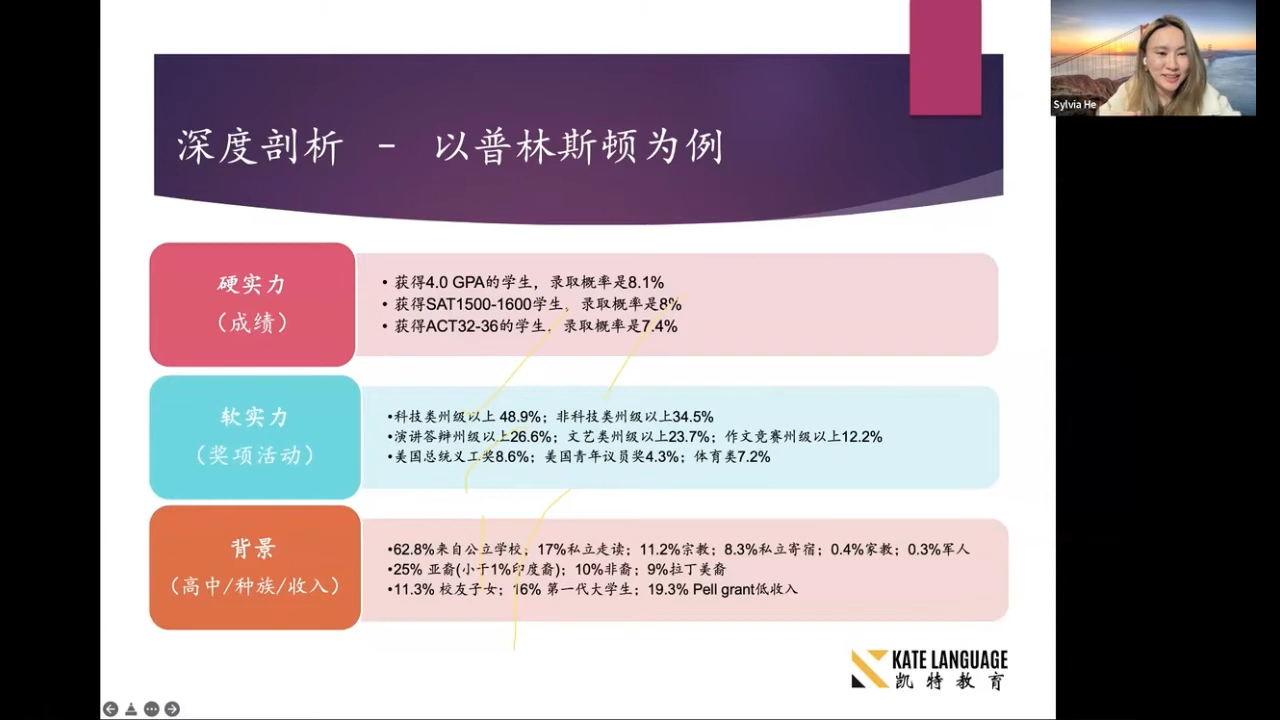 Sylvia He
深度剖析 - 以普林斯顿为例
硬实力
（成绩）
• 获得4.0 GPA的学生，录取概率是8.1%
• 获得SAT1500-1600学生，录取概率是8%
• 获得ACT32-36的学生，录取概率是7.4%
软实力
（奖项活动）
•科技类州级以上 48.9%；非科技类州级以上34.5%
•演讲答辩州级以上26.6%；文艺类州级以上23.7%；作文竞赛州级以上12.2%
•美国总统义工奖8.6%；美国青年议员奖4.3%；体育类7.2%
背景
（高中/种族/收入）
•62.8%来自公立学校；17%私立走读；11.2%宗教；8.3%私立寄宿；0.4%家教；0.3%军人
•25% 亚裔(小于1%印度裔)；10%非裔；9%拉丁美裔
•11.3% 校友子女；16% 第一代大学生；19.3% Pell grant低收入
KATE LANGUAGE
凯特教育